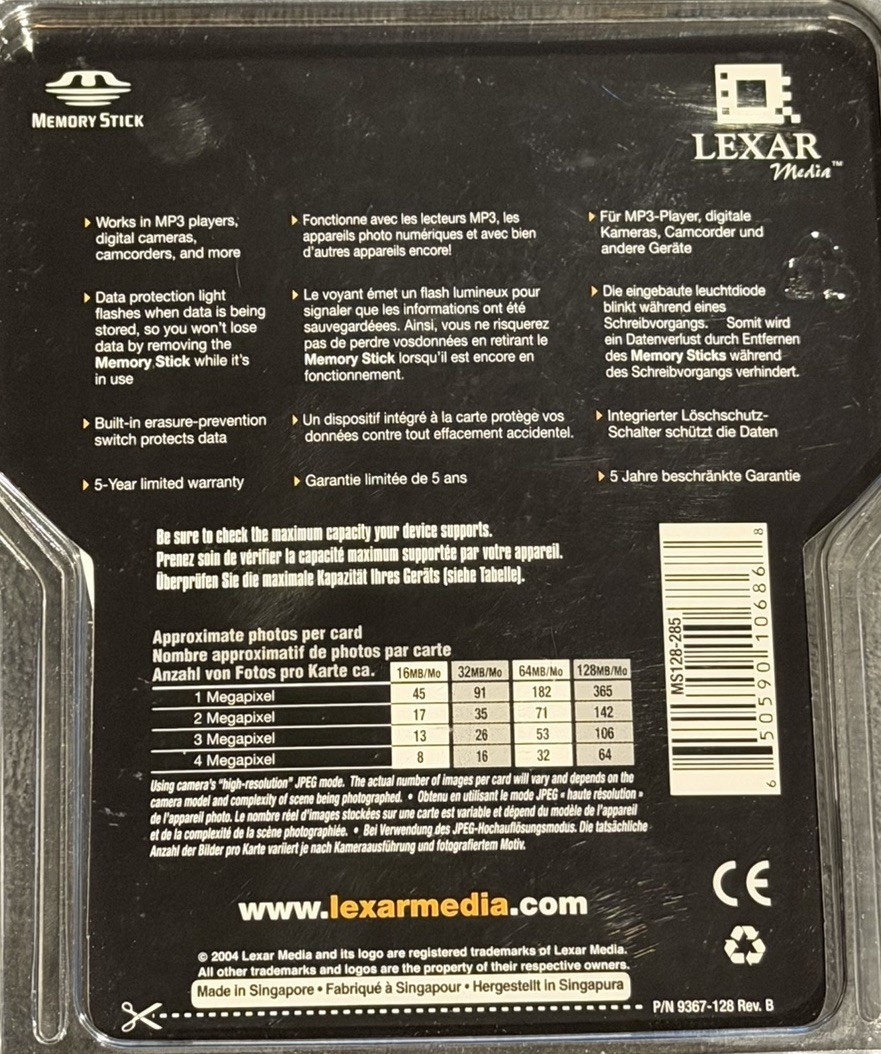 MEMORY STICK
LEXAR
Media™
Works in MP3 players,
digital cameras,
camcorders, and more
Data protection light
flashes when data is being
stored, so you won't lose
data by removing the
Memory Stick while it's
in use
Built-in erasure-prevention
switch protects data
5-Year limited warranty
Fonctionne avec les lecteurs MP3, les
appareils photo numériques et avec bien
d'autres appareils encore!
Le voyant émet un flash lumineux pour
signaler que les informations ont été
sauvegardéees. Ainsi, vous ne risquerez
pas de perdre vosdonnées en retirant le
Memory Stick lorsqu'il est encore en
fonctionnement.
Un dispositif intégré à la carte protège vos
données contre tout effacement accidentel.
Garantie limitée de 5 ans
Für MP3-Player, digitale
Kameras, Camcorder und
andere Geräte
Die eingebaute leuchtdiode
blinkt während eines
Schreibvorgangs. Somit wird
ein Datenverlust durch Entfernen
des Memory Sticks während
des Schreibvorgangs verhindert.
Integrierter Löschschutz-
Schalter schützt die Daten
5 Jahre beschränkte Garantie
Be sure to check the maximum capacity your device supports.
Prenez soin de vérifier la capacité maximum supportée par votre appareil.
Überprüfen Sie die maximale Kapazität Ihres Geräts (siehe Tabelle).
Approximate photos per card
Nombre approximatif de photos par carte
Anzahl von Fotos pro Karte ca. 16MB/Mo 32MB/Mo 64MB/Mo 128MB/Mo
1 Megapixel 45 91 182 365
2 Megapixel 17 35 71 142
3 Megapixel 13 26 53 106
4 Megapixel 8 16 32 64
Using camera's "high-resolution" JPEG mode. The actual number of images per card will vary and depends on the
camera model and complexity of scene being photographed. • Obtenu en utilisant le mode JPEG « haute résolution »
de l'appareil photo. Le nombre réel d'images stockées sur une carte est variable et dépend du modèle de l'appareil
et de la complexité de la scène photographiée. • Bei Verwendung des JPEG-Hochauflösungsmodus. Die tatsächliche
Anzahl der Bilder pro Karte variiert je nach Kameraausführung und fotografiertem Motiv.
MS128-285
6 50590 10686 8
CE
www.lexarmedia.com
© 2004 Lexar Media and its logo are registered trademarks of Lexar Media.
All other trademarks and logos are the property of their respective owners.
Made in Singapore • Fabriqué à Singapour • Hergestellt in Singapura
P/N 9367-128 Rev. B